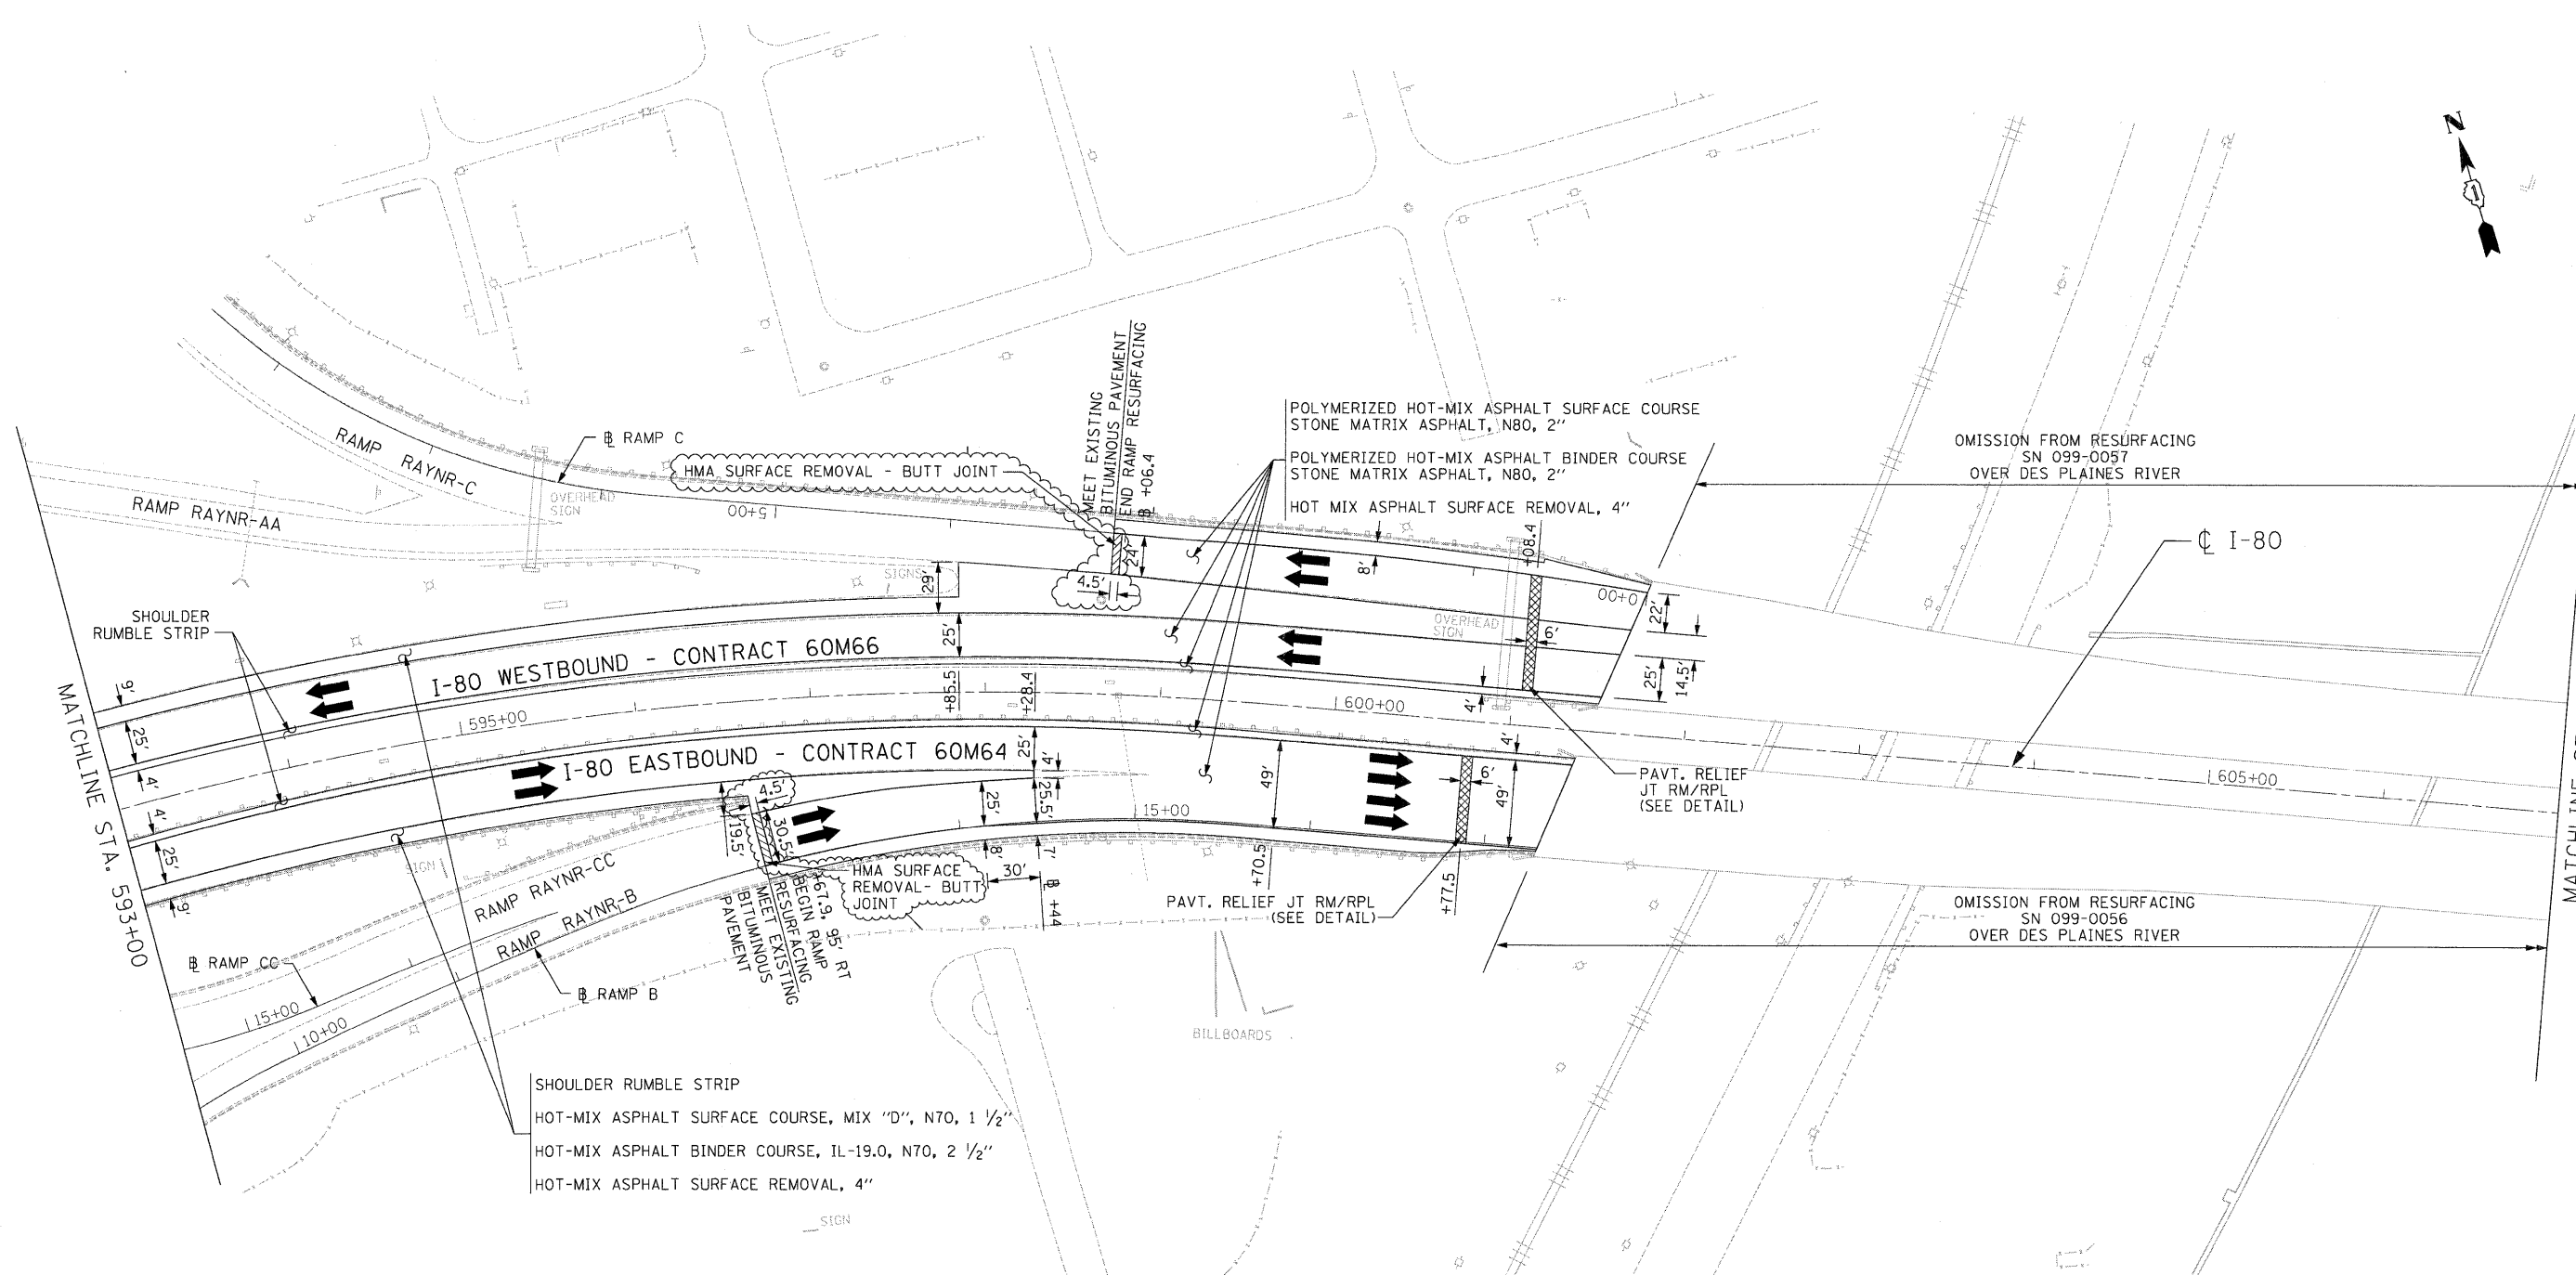 N
1
MEET EXISTING
BITUMINOUS PAVEMENT
END RAMP RESURFACING
℔ +06.4
POLYMERIZED HOT-MIX ASPHALT SURFACE COURSE
STONE MATRIX ASPHALT, N80, 2"
POLYMERIZED HOT-MIX ASPHALT BINDER COURSE
STONE MATRIX ASPHALT, N80, 2"
HOT MIX ASPHALT SURFACE REMOVAL, 4"
OMISSION FROM RESURFACING
SN 099-0057
OVER DES PLAINES RIVER
RAMP RAYNR-C
RAMP C
HMA SURFACE REMOVAL - BUTT JOINT
OVERHEAD
SIGN
RAMP RAYNR-AA
15+00
24'
4.5'
8'
+08.4
℄ I-80
SIGNS
29'
00+01
22'
OVERHEAD
SIGN
6'
SHOULDER
RUMBLE STRIP
25'
I-80 WESTBOUND - CONTRACT 60M66
25'
14.5'
9'
25'
4'
4'
25'
9'
MATCHLINE STA. 593+00
595+00
+85.5
+28.4
600+00
4'
605+00
I-80 EASTBOUND - CONTRACT 60M64
25'
4'
4'
4.5'
19.5'
30.5'
25'
25.5'
15+00
49'
6'
49'
PAVT. RELIEF
JT RM/RPL
(SEE DETAIL)
SIGN
8'
30'
7'
+44
HMA SURFACE
REMOVAL- BUTT
JOINT
+67.9, 95' RT
BEGIN RAMP
RESURFACING
MEET EXISTING
BITUMINOUS
PAVEMENT
+70.5
+77.5
PAVT. RELIEF JT RM/RPL
(SEE DETAIL)
OMISSION FROM RESURFACING
SN 099-0056
OVER DES PLAINES RIVER
RAMP RAYNR-CC
RAMP RAYNR-B
RAMP CC
RAMP B
15+00
10+00
BILLBOARDS
SHOULDER RUMBLE STRIP
HOT-MIX ASPHALT SURFACE COURSE, MIX "D", N70, 1 1/2"
HOT-MIX ASPHALT BINDER COURSE, IL-19.0, N70, 2 1/2"
HOT-MIX ASPHALT SURFACE REMOVAL, 4"
SIGN